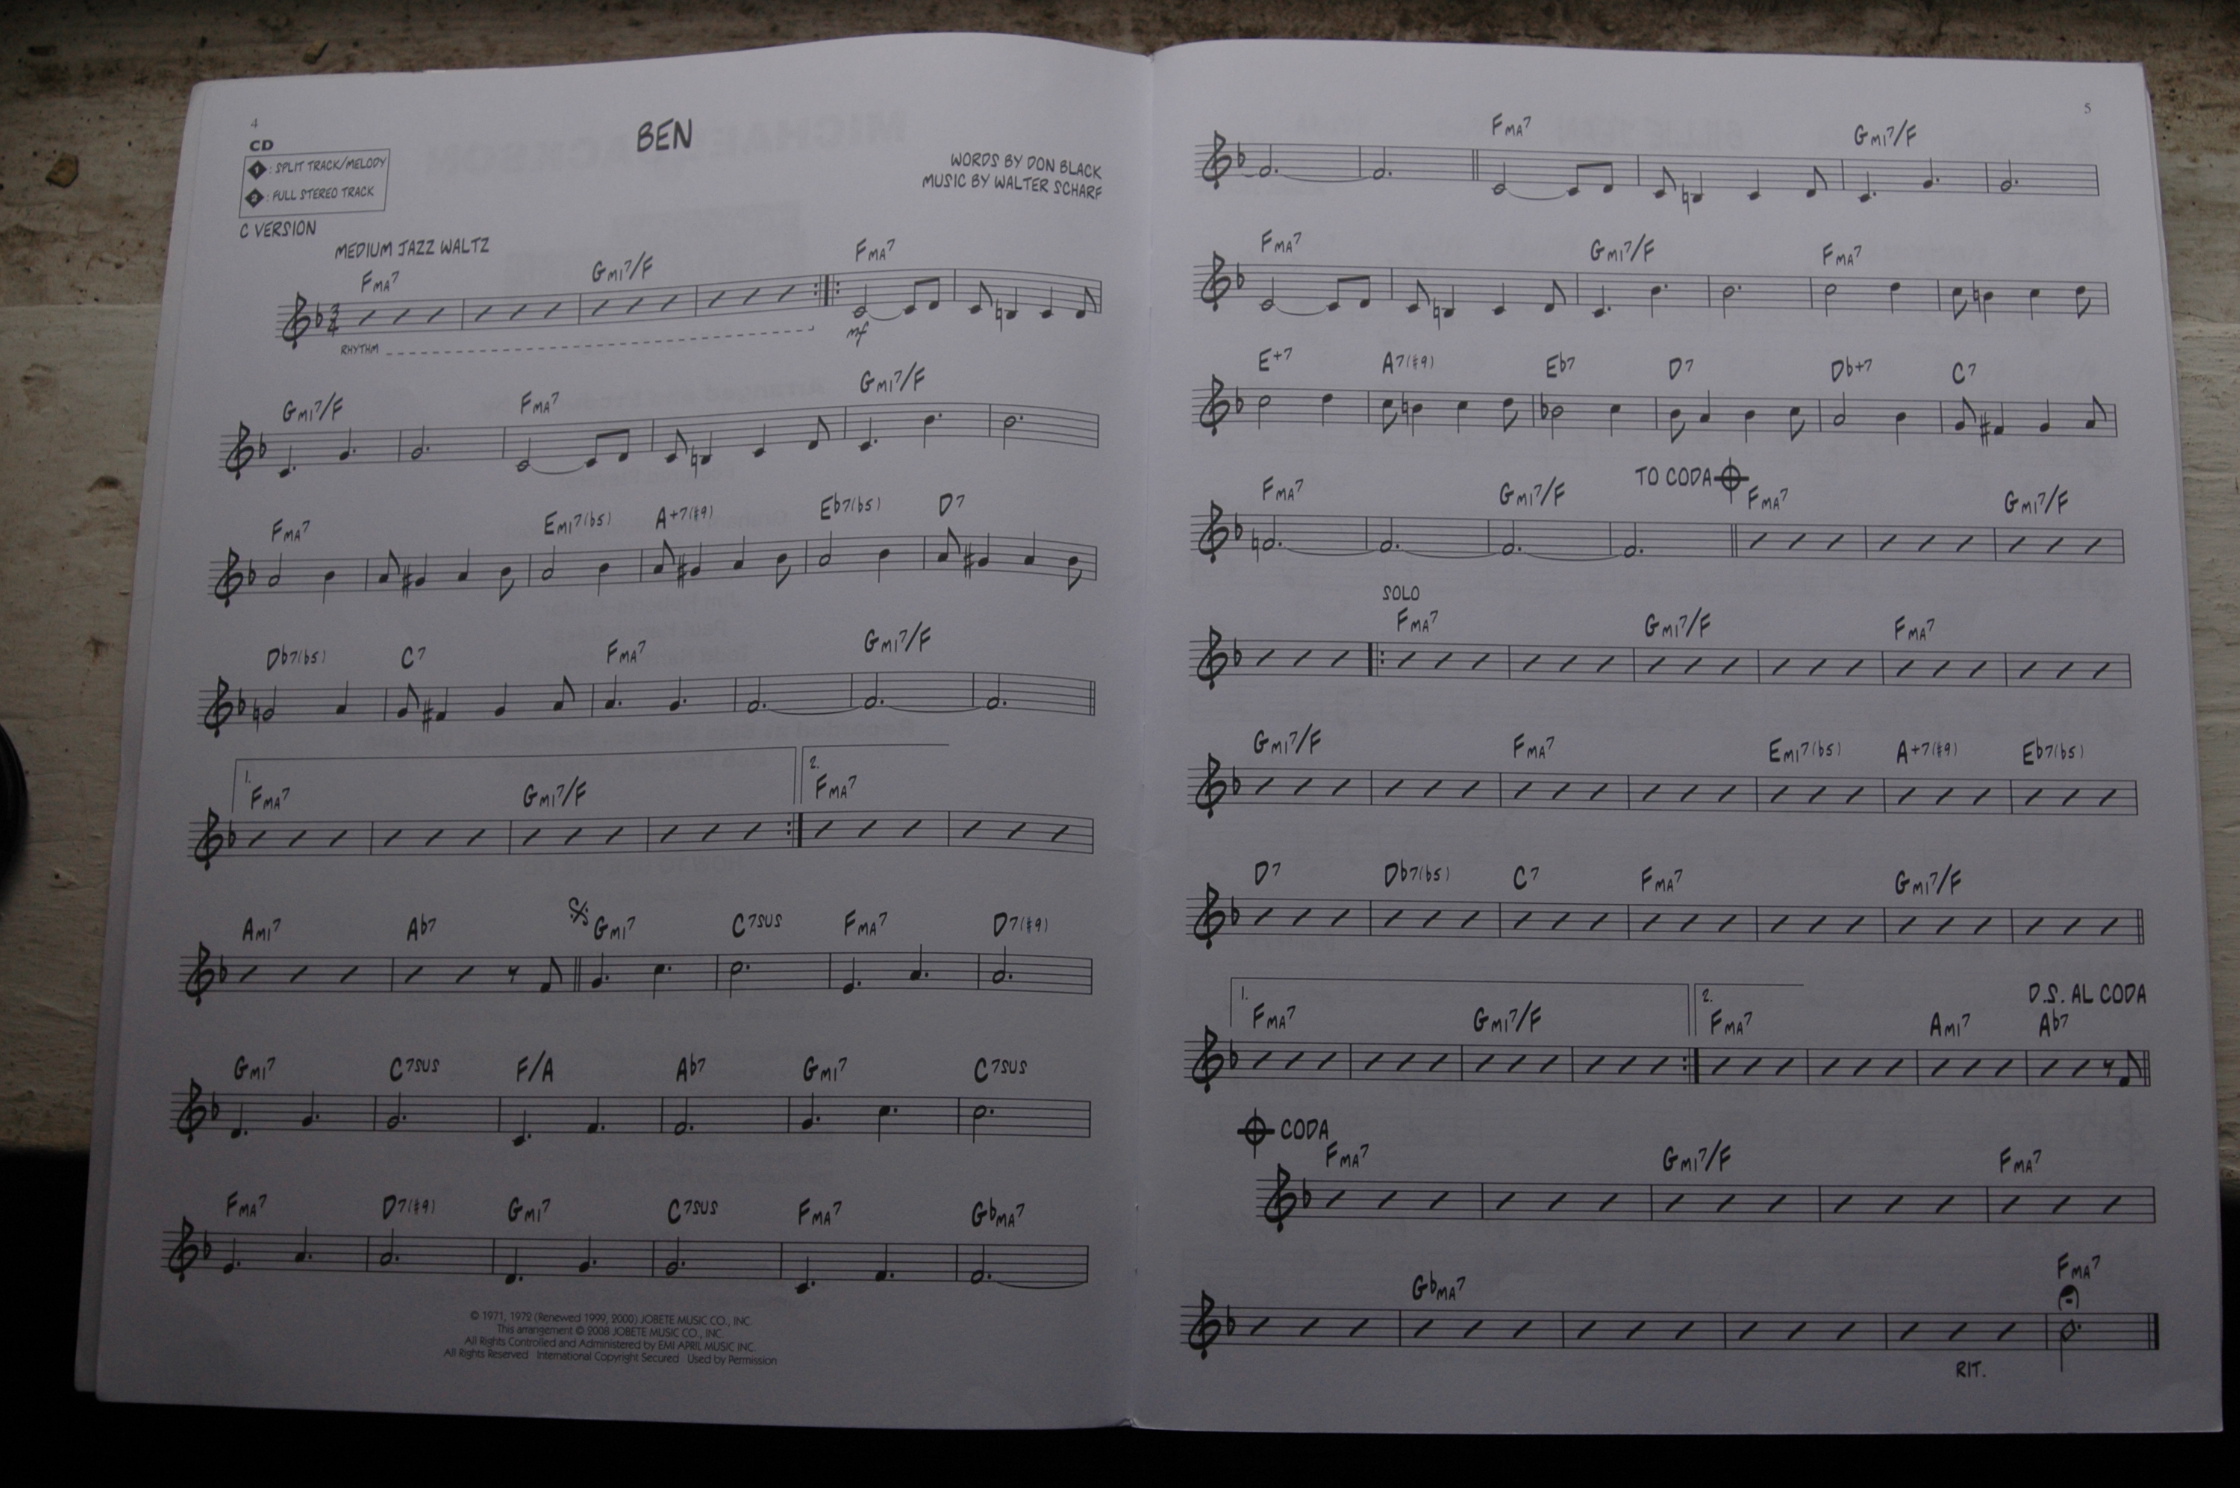 4
CD
1 : SPLIT TRACK/MELODY
2 : FULL STEREO TRACK
C VERSION
BEN
WORDS BY DON BLACK
MUSIC BY WALTER SCHARF
MEDIUM JAZZ WALTZ
FMA7 GMI7/F FMA7
RHYTHM mf
GMI7/F FMA7 GMI7/F
FMA7 EMI7(b5) A+7(#9) Eb7(b5) D7
Db7(b5) C7 FMA7 GMI7/F
1. 2.
FMA7 GMI7/F FMA7
AMI7 Ab7 GMI7 C7SUS FMA7 D7(#9)
GMI7 C7SUS F/A Ab7 GMI7 C7SUS
FMA7 D7(#9) GMI7 C7SUS FMA7 GbMA7
© 1971, 1972 (Renewed 1999, 2000) JOBETE MUSIC CO., INC.
This arrangement © 2008 JOBETE MUSIC CO., INC.
All Rights Controlled and Administered by EMI APRIL MUSIC INC.
All Rights Reserved International Copyright Secured Used by Permission
5
FMA7 GMI7/F
FMA7 GMI7/F FMA7
E+7 A7(#9) Eb7 D7 Db+7 C7
TO CODA
FMA7 GMI7/F FMA7 GMI7/F
SOLO
FMA7 GMI7/F FMA7
GMI7/F FMA7 EMI7(b5) A+7(#9) Eb7(b5)
D7 Db7(b5) C7 FMA7 GMI7/F
1. 2. D.S. AL CODA
FMA7 GMI7/F FMA7 AMI7 Ab7
CODA
FMA7 GMI7/F FMA7
GbMA7 FMA7
RIT.